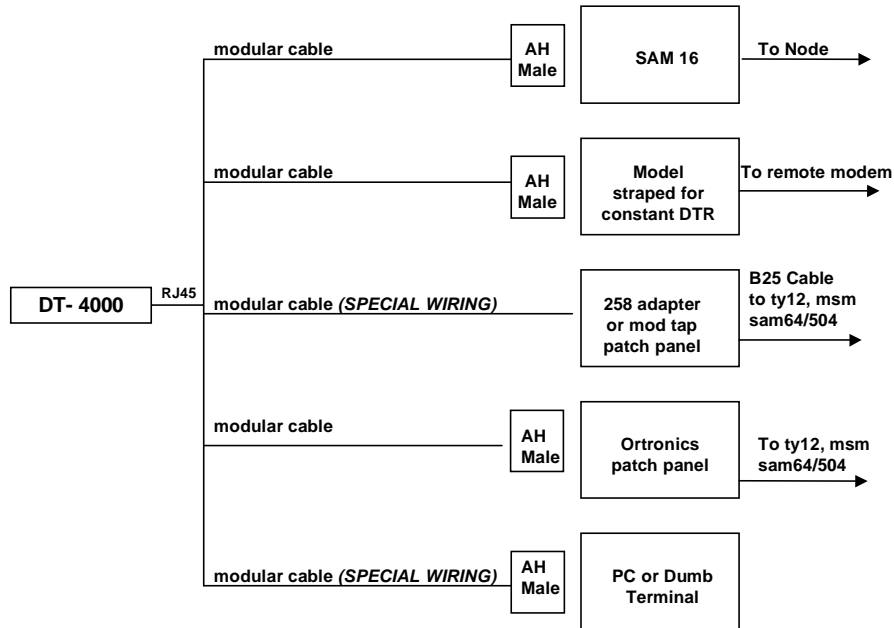 modular cable
AH
Male
SAM 16
To Node
modular cable
AH
Male
Model
straped for
constant DTR
To remote modem
DT- 4000
RJ45
modular cable (SPECIAL WIRING)
258 adapter
or mod tap
patch panel
B25 Cable
to ty12, msm
sam64/504
modular cable
AH
Male
Ortronics
patch panel
To ty12, msm
sam64/504
modular cable (SPECIAL WIRING)
AH
Male
PC or Dumb
Terminal